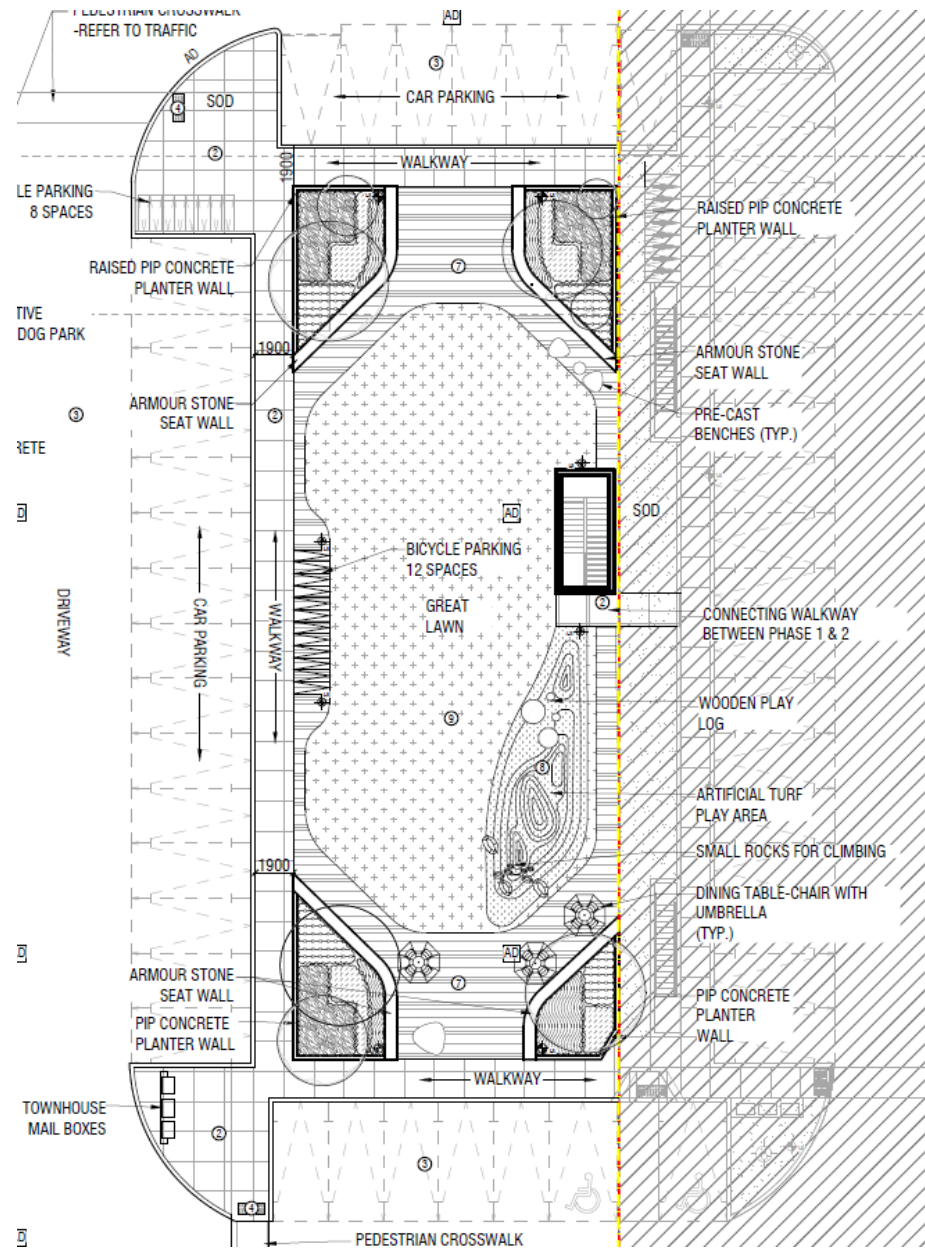 PEDESTRIAN CROSSWALK
-REFER TO TRAFFIC
AD
AD
3
SOD
4
CAR PARKING
2
1900
WALKWAY
LE PARKING
8 SPACES
RAISED PIP CONCRETE
PLANTER WALL
RAISED PIP CONCRETE
PLANTER WALL
7
TIVE
DOG PARK
1900
ARMOUR STONE
SEAT WALL
ARMOUR STONE
SEAT WALL
3
2
PRE-CAST
BENCHES (TYP.)
RETE
AD
SOD
BICYCLE PARKING
12 SPACES
DRIVEWAY
CAR PARKING
WALKWAY
GREAT
LAWN
2
CONNECTING WALKWAY
BETWEEN PHASE 1 & 2
WOODEN PLAY
LOG
9
8
ARTIFICIAL TURF
PLAY AREA
SMALL ROCKS FOR CLIMBING
1900
DINING TABLE-CHAIR WITH
UMBRELLA
(TYP.)
AD
ARMOUR STONE
SEAT WALL
7
PIP CONCRETE
PLANTER
WALL
PIP CONCRETE
PLANTER WALL
WALKWAY
TOWNHOUSE
MAIL BOXES
2
3
4
PEDESTRIAN CROSSWALK